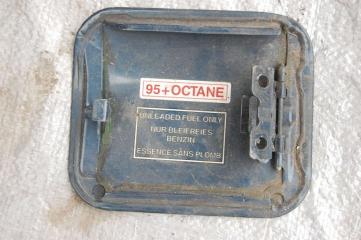 95+OCTANE
UNLEADED FUEL ONLY
NUR BLEIFREIES
BENZIN
ESSENCE SANS PLOMB